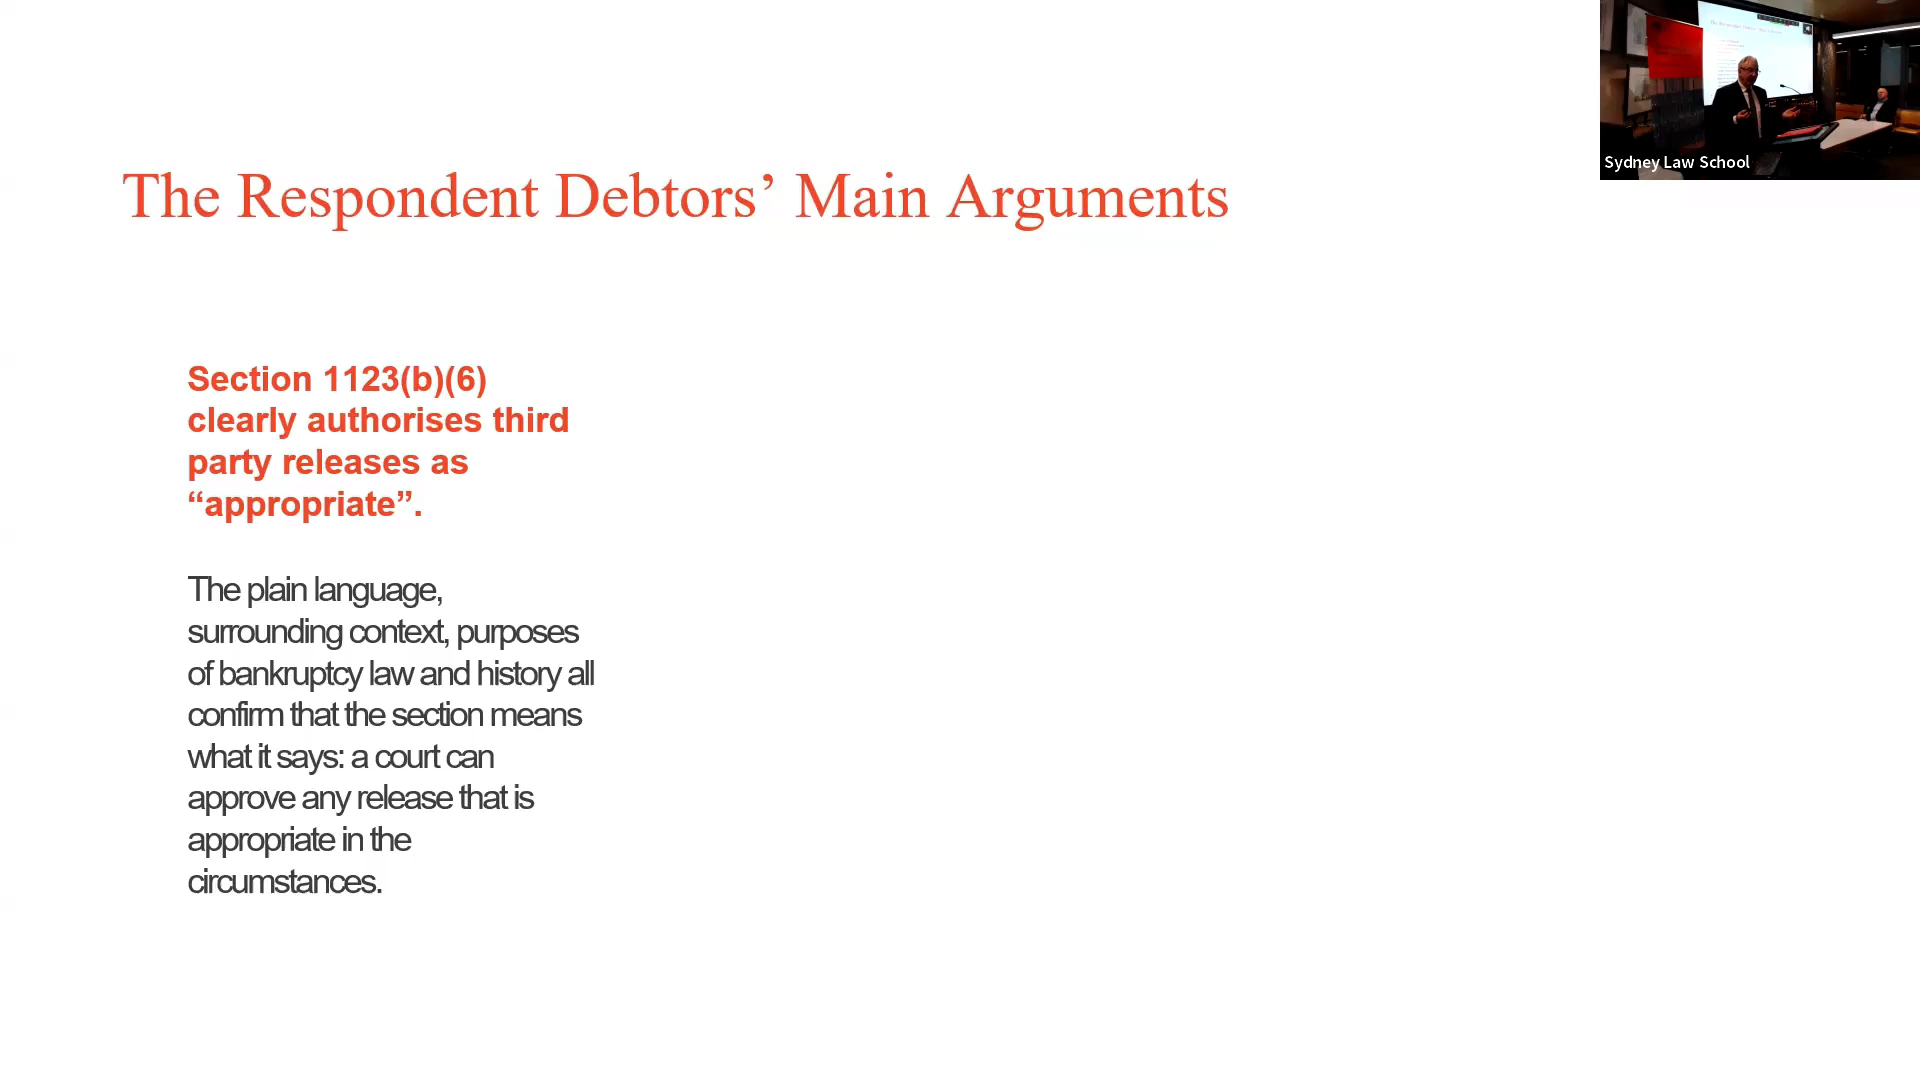 The Respondent Debtors’ Main Arguments
Section 1123(b)(6)
clearly authorises third
party releases as
“appropriate”.
The plain language,
surrounding context, purposes
of bankruptcy law and history all
confirm that the section means
what it says: a court can
approve any release that is
appropriate in the
circumstances.
Sydney Law School